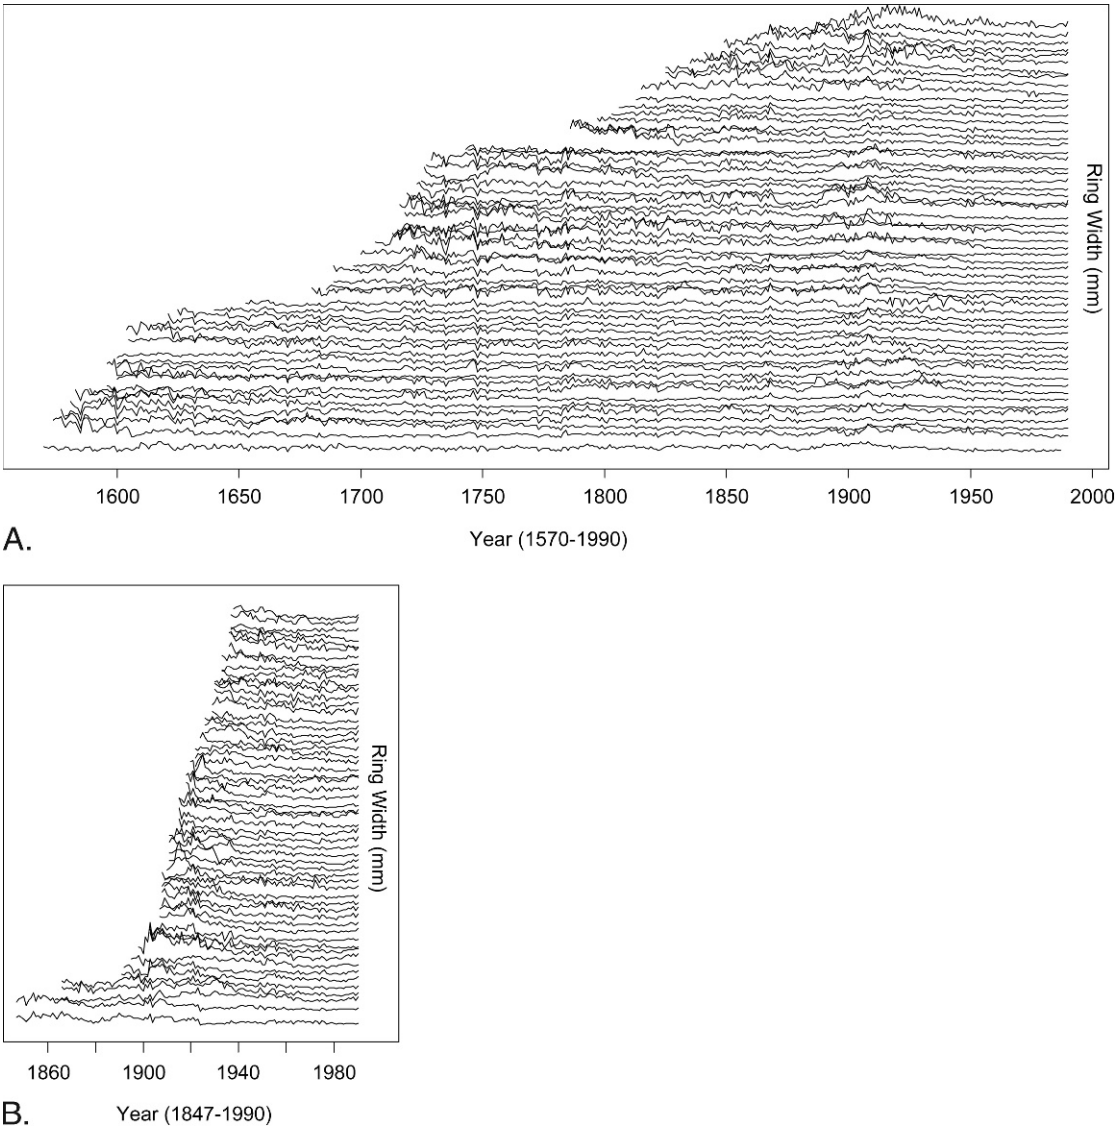 Ring Width (mm)
1600 1650 1700 1750 1800 1850 1900 1950 2000
Year (1570-1990)
A.
Ring Width (mm)
1860 1900 1940 1980
Year (1847-1990)
B.